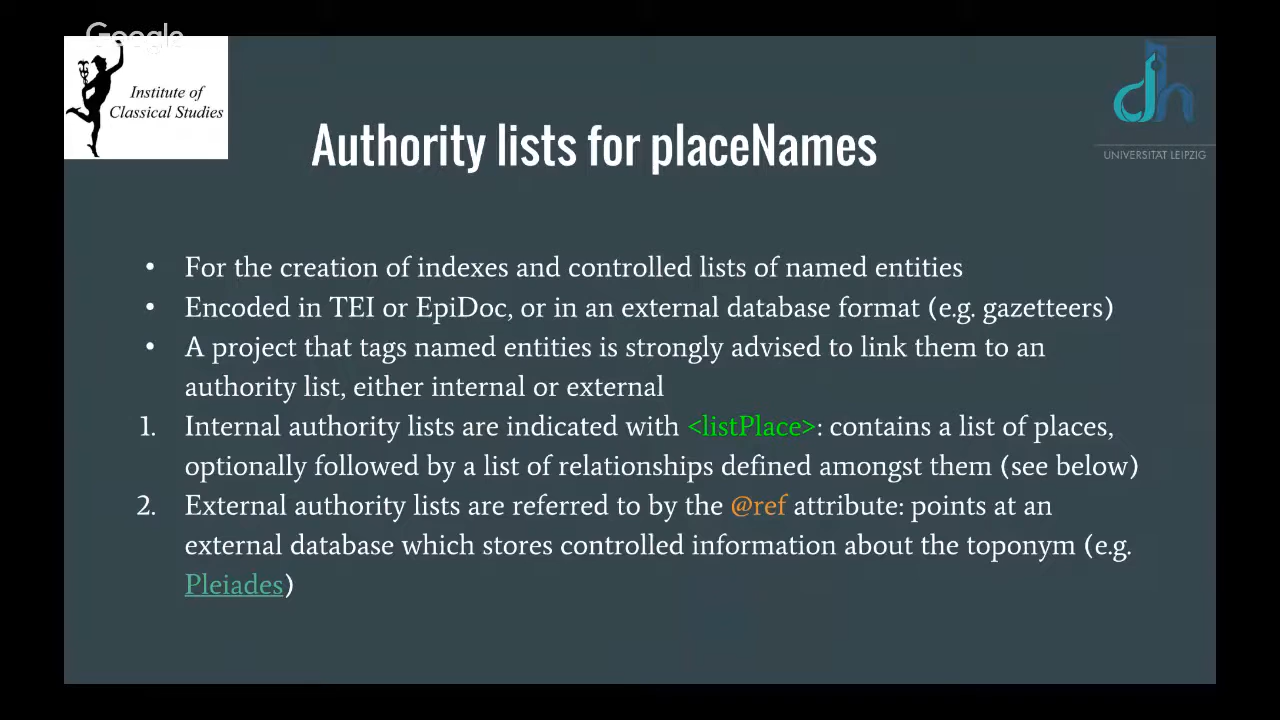 Google
Institute of
Classical Studies
dh
UNIVERSITÄT LEIPZIG
Authority lists for placeNames
• For the creation of indexes and controlled lists of named entities
• Encoded in TEI or EpiDoc, or in an external database format (e.g. gazetteers)
• A project that tags named entities is strongly advised to link them to an
authority list, either internal or external
1. Internal authority lists are indicated with <listPlace>: contains a list of places,
optionally followed by a list of relationships defined amongst them (see below)
2. External authority lists are referred to by the @ref attribute: points at an
external database which stores controlled information about the toponym (e.g.
Pleiades)